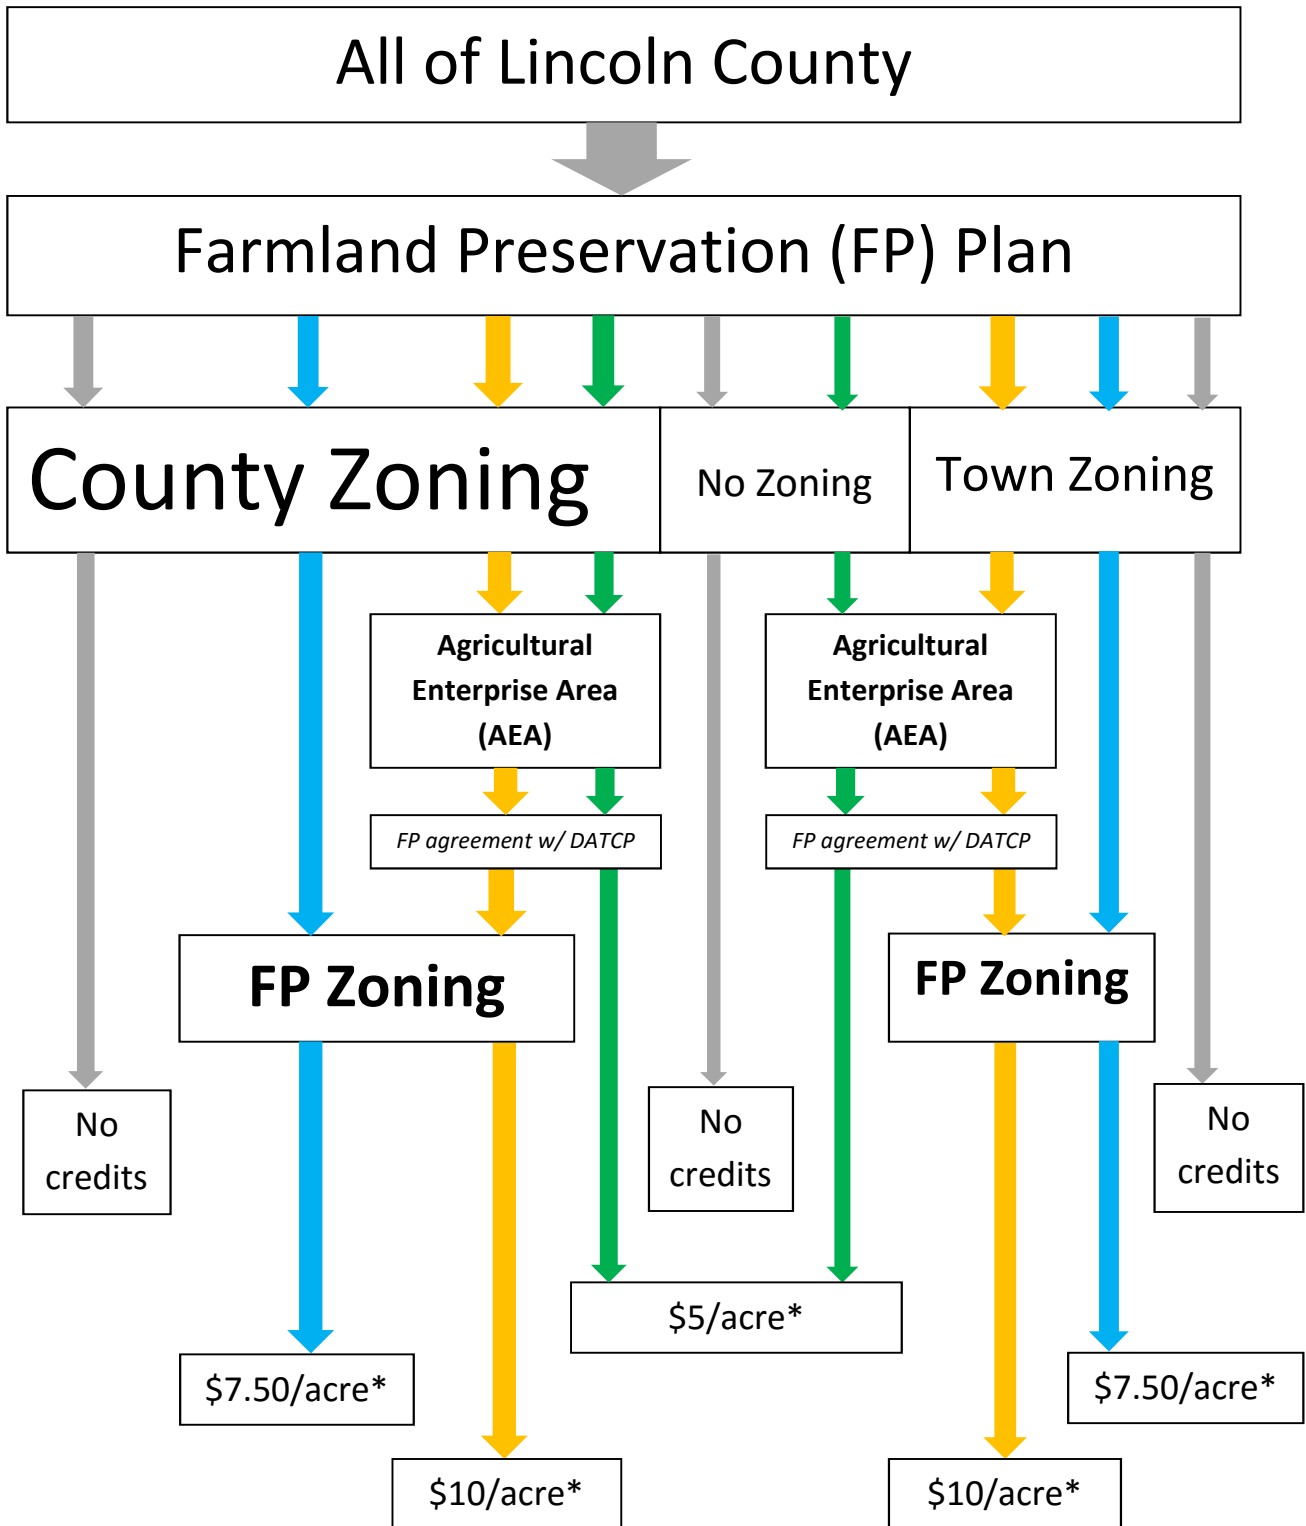 All of Lincoln County
Farmland Preservation (FP) Plan
County Zoning
No Zoning
Town Zoning
Agricultural
Enterprise Area
(AEA)
Agricultural
Enterprise Area
(AEA)
FP agreement w/ DATCP
FP agreement w/ DATCP
FP Zoning
FP Zoning
No
credits
No
credits
No
credits
$5/acre*
$7.50/acre*
$7.50/acre*
$10/acre*
$10/acre*